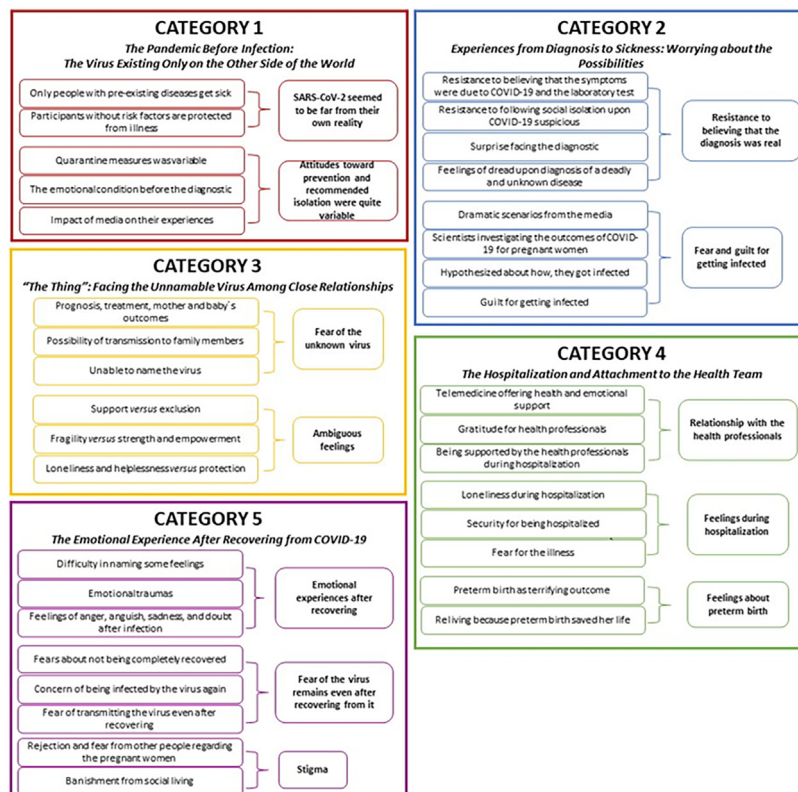 CATEGORY 1
The Pandemic Before Infection:
The Virus Existing Only on the Other Side of the World
Only people with pre-existing diseases get sick
Participants without risk factors are protected
from illness
SARS-CoV-2 seemed
to be far from their
own reality
Quarantine measures was variable
The emotional condition before the diagnostic
Impact of media on their experiences
Attitudes toward
prevention and
recommended
isolation were quite
variable
CATEGORY 2
Experiences from Diagnosis to Sickness: Worrying about the
Possibilities
Resistance to believing that the symptoms
were due to COVID-19 and the laboratory test
Resistance to following social isolation upon
COVID-19 suspicious
Surprise facing the diagnostic
Feelings of dread upon diagnosis of a deadly
and unknown disease
Resistance to
believing that the
diagnosis was real
Dramatic scenarios from the media
Scientists investigating the outcomes of COVID-
19 for pregnant women
Hypothesized about how, they got infected
Guilt for getting infected
Fear and guilt for
getting infected
CATEGORY 3
“The Thing”: Facing the Unnamable Virus Among Close Relationships
Prognosis, treatment, mother and baby`s
outcomes
Possibility of transmission to family members
Unable to name the virus
Fear of the
unknown virus
Support versus exclusion
Fragility versus strength and empowerment
Loneliness and helplessness versus protection
Ambiguous
feelings
CATEGORY 4
The Hospitalization and Attachment to the Health Team
Telemedicine offering health and emotional
support
Gratitude for health professionals
Being supported by the health professionals
during hospitalization
Relationship with the
health professionals
Loneliness during hospitalization
Security for being hospitalized
Fear for the illness
Feelings during
hospitalization
Preterm birth as terrifying outcome
Reliving because preterm birth saved her life
Feelings about
preterm birth
CATEGORY 5
The Emotional Experience After Recovering from COVID-19
Difficulty in naming some feelings
Emotional traumas
Feelings of anger, anguish, sadness, and doubt
after infection
Emotional
experiences after
recovering
Fears about not being completely recovered
Concern of being infected by the virus again
Fear of transmitting the virus even after
recovering
Fear of the virus
remains even after
recovering from it
Rejection and fear from other people regarding
the pregnant women
Banishment from social living
Stigma